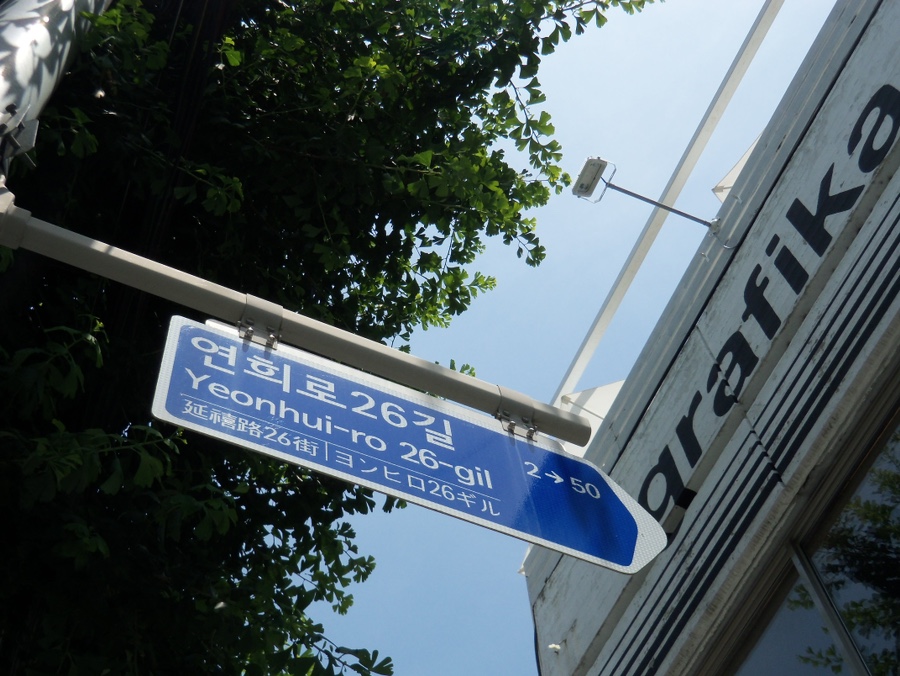 연희로26길
Yeonhui-ro 26-gil
延禧路26街|ヨンヒロ26ギル
2→50
grafika